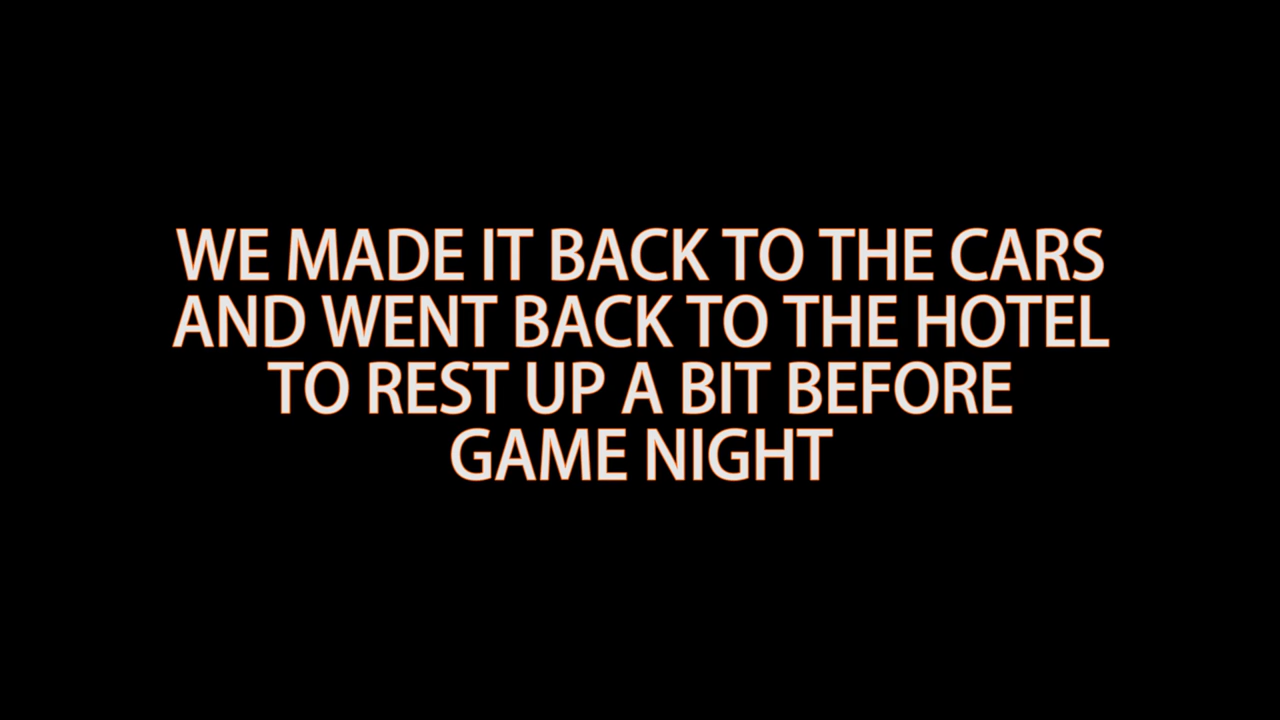 WE MADE IT BACK TO THE CARS
AND WENT BACK TO THE HOTEL
TO REST UP A BIT BEFORE
GAME NIGHT